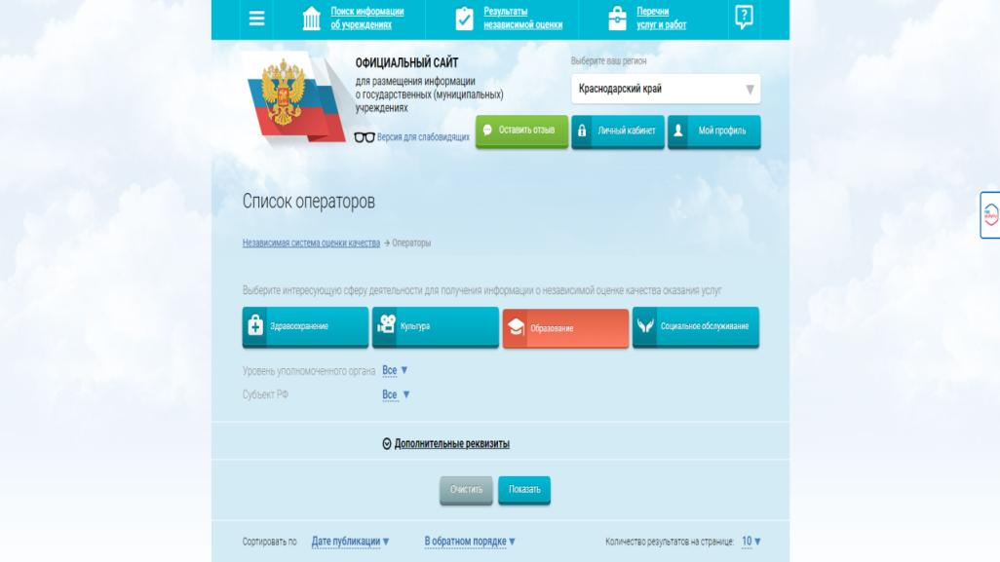 Поиск информации
об учреждениях
Результаты
независимой оценки
Перечни
услуг и работ
ОФИЦИАЛЬНЫЙ САЙТ
для размещения информации
о государственных (муниципальных)
учреждениях
Версия для слабовидящих
Выберите ваш регион
Краснодарский край
Оставить отзыв
Личный кабинет
Мой профиль
Список операторов
Независимая система оценки качества → Операторы
Выберите интересующую сферу деятельности для получения информации о независимой оценке качества оказания услуг
Здравоохранение
Культура
Образование
Социальное обслуживание
Уровень уполномоченного органа Все
Субъект РФ Все
Дополнительные реквизиты
Очистить
Показать
Сортировать по Дате публикации В обратном порядке Количество результатов на странице: 10